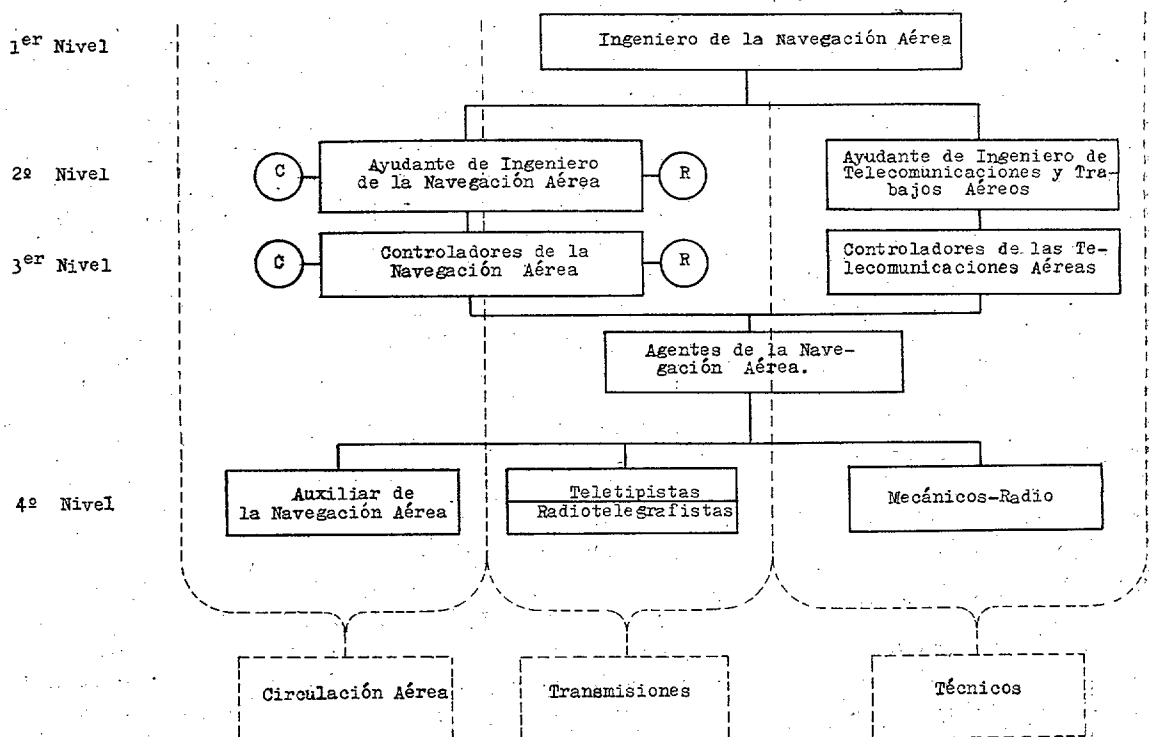 1er Nivel
Ingeniero de la Navegación Aérea
2º Nivel
C
Ayudante de Ingeniero
de la Navegación Aérea
R
Ayudante de Ingeniero de
Telecomunicaciones y Tra-
bajos Aéreos
3er Nivel
C
Controladores de la
Navegación Aérea
R
Controladores de las Te-
lecomunicaciones Aéreas
Agentes de la Nave-
gación Aérea.
4º Nivel
Auxiliar de
la Navegación Aérea
Teletipistas
Radiotelegrafistas
Mecánicos-Radio
Circulación Aérea
Transmisiones
Técnicos